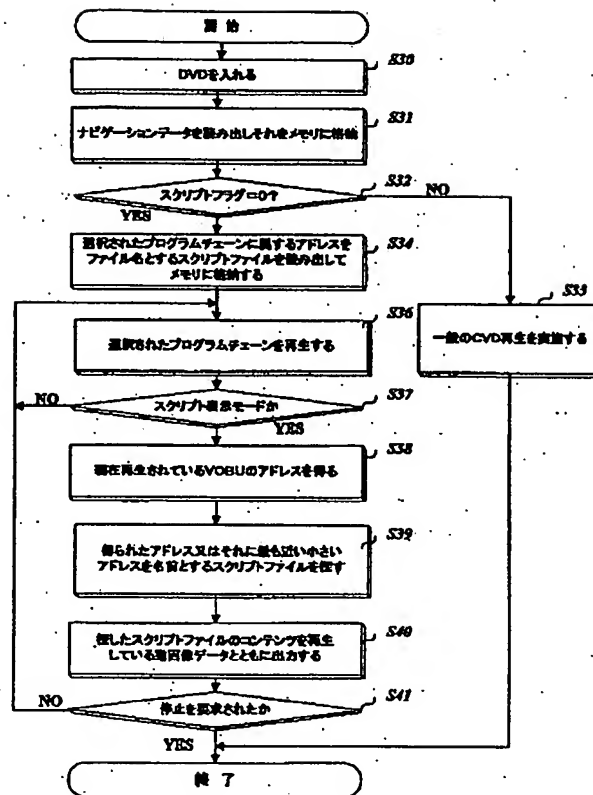 開始
S30
DVDを入れる
S31
ナビゲーションデータを読み出しそれをメモリに格納
S32
スクリプトフラグ=0?
NO
YES
S34
選択されたプログラムチェーンに属するアドレスを
ファイル名とするスクリプトファイルを読み出して
メモリに格納する
S33
一般のCVD再生を実施する
S36
選択されたプログラムチェーンを再生する
S37
スクリプト表示モードか
NO
YES
S38
現在再生されているVOBUのアドレスを得る
S39
得られたアドレス又はそれに最も近い小さい
アドレスを名前とするスクリプトファイルを
S40
したスクリプトファイルのコンテンツを再生
している動画像データとともに出力する
S41
停止を要求されたか
NO
YES
終了